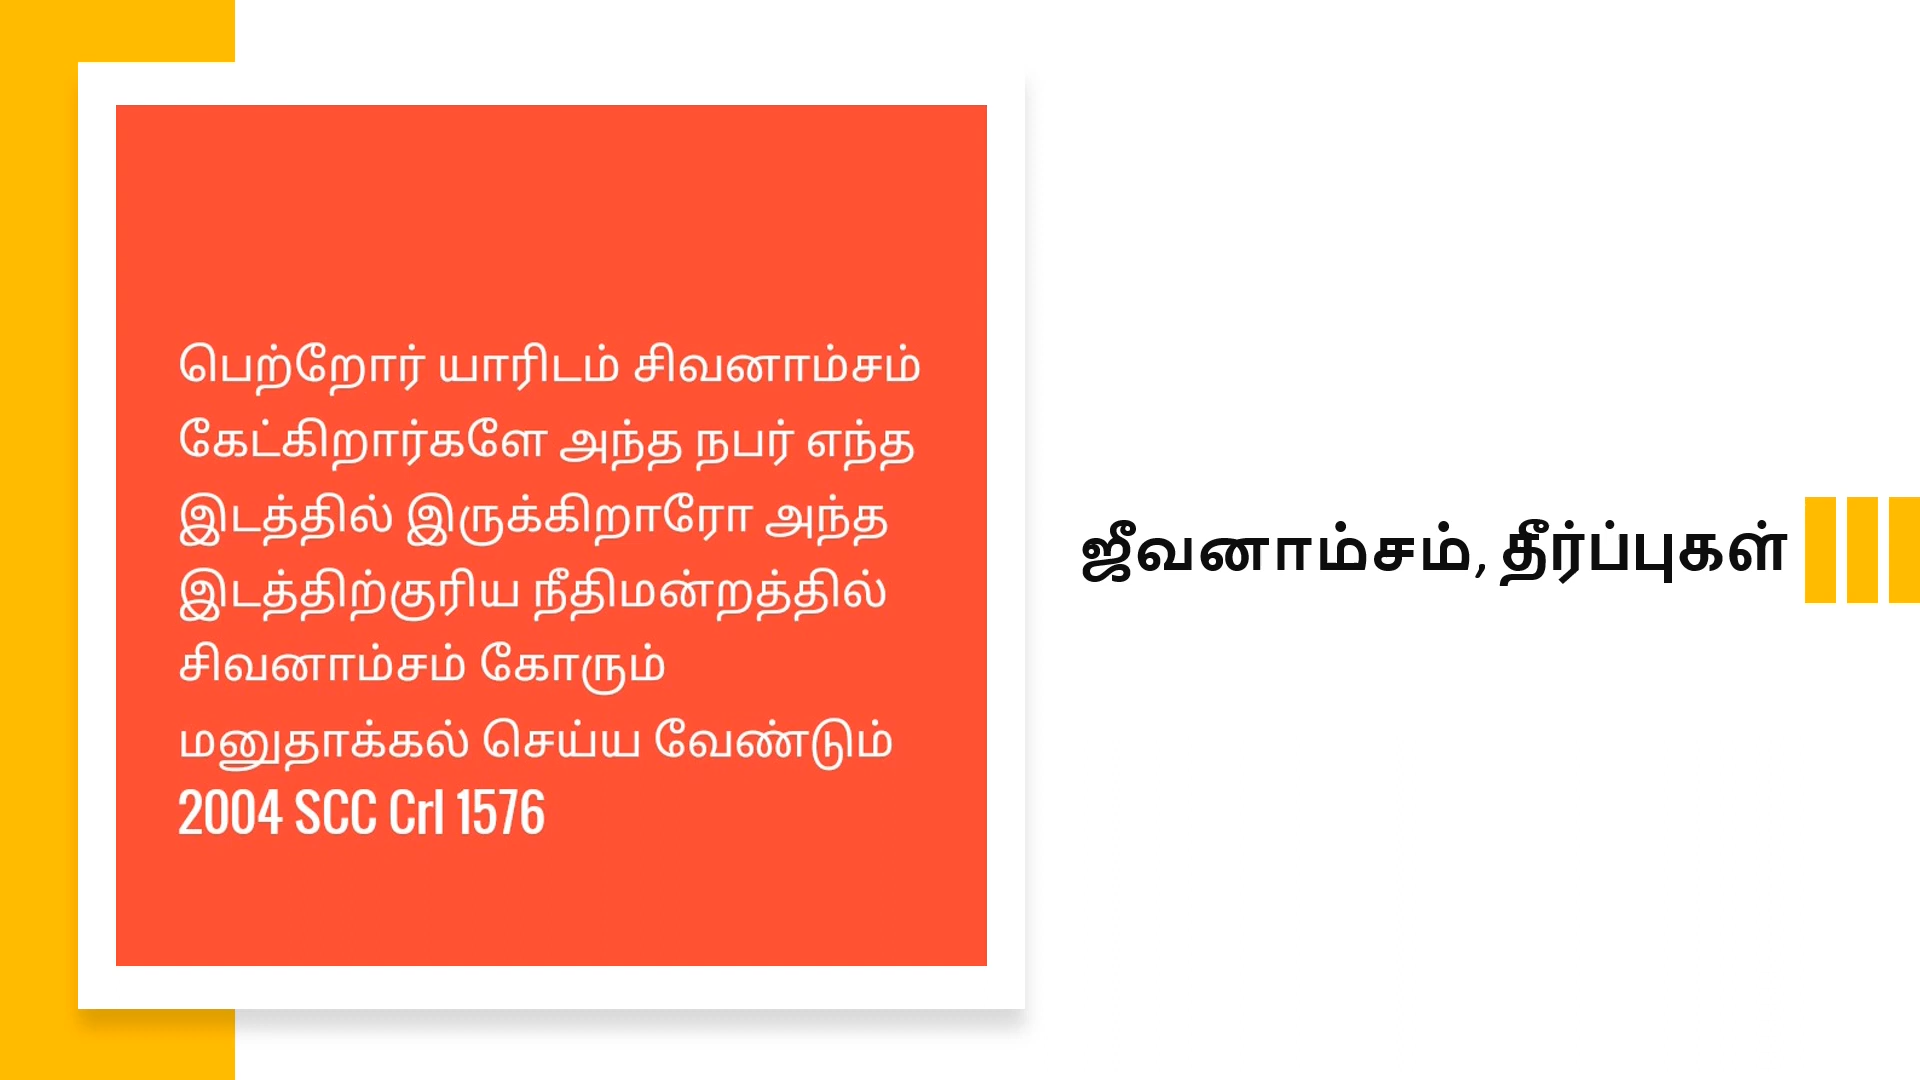 பெற்றோர் யாரிடம் சிவனாம்சம்
கேட்கிறார்களே அந்த நபர் எந்த
இடத்தில் இருக்கிறாரோ அந்த
இடத்திற்குரிய நீதிமன்றத்தில்
சிவனாம்சம் கோரும்
மனுதாக்கல் செய்ய வேண்டும்
2004 SCC Crl 1576
ஜீவனாம்சம், தீர்ப்புகள்